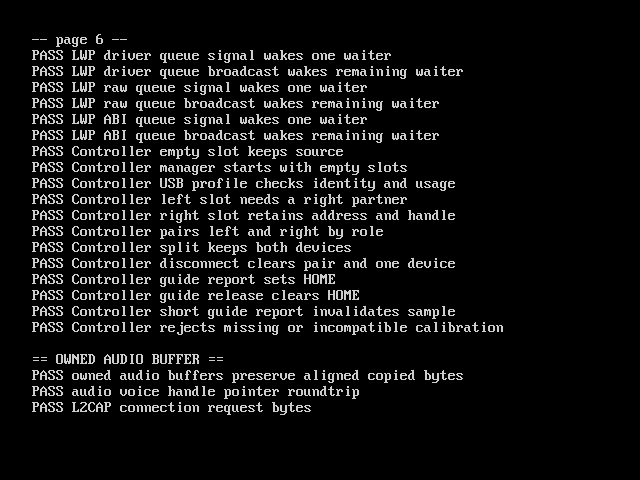 -- page 6 --
PASS LWP driver queue signal wakes one waiter
PASS LWP driver queue broadcast wakes remaining waiter
PASS LWP raw queue signal wakes one waiter
PASS LWP raw queue broadcast wakes remaining waiter
PASS LWP ABI queue signal wakes one waiter
PASS LWP ABI queue broadcast wakes remaining waiter
PASS Controller empty slot keeps source
PASS Controller manager starts with empty slots
PASS Controller USB profile checks identity and usage
PASS Controller left slot needs a right partner
PASS Controller right slot retains address and handle
PASS Controller pairs left and right by role
PASS Controller split keeps both devices
PASS Controller disconnect clears pair and one device
PASS Controller guide report sets HOME
PASS Controller guide release clears HOME
PASS Controller short guide report invalidates sample
PASS Controller rejects missing or incompatible calibration
== OWNED AUDIO BUFFER ==
PASS owned audio buffers preserve aligned copied bytes
PASS audio voice handle pointer roundtrip
PASS L2CAP connection request bytes